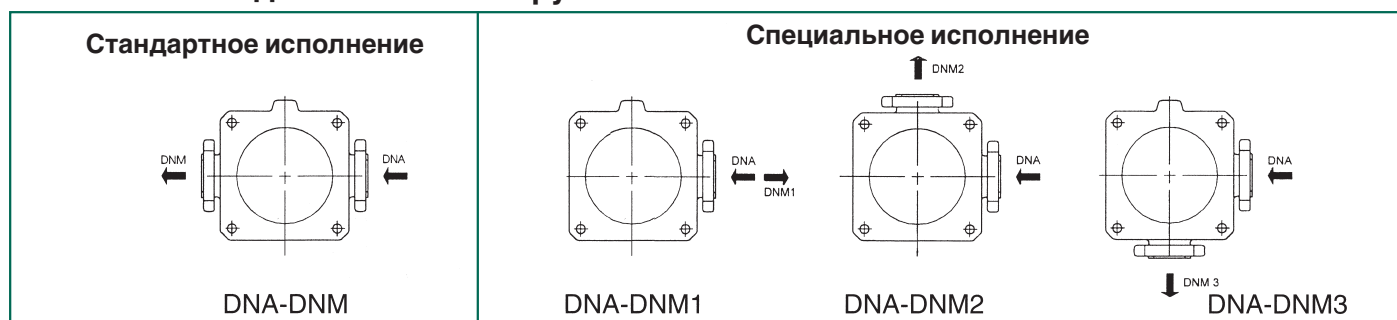 Стандартное исполнение
DNM
DNA
DNA-DNM
Специальное исполнение
DNA
DNM1
DNA-DNM1
DNM2
DNA
DNA-DNM2
DNA
DNM 3
DNA-DNM3